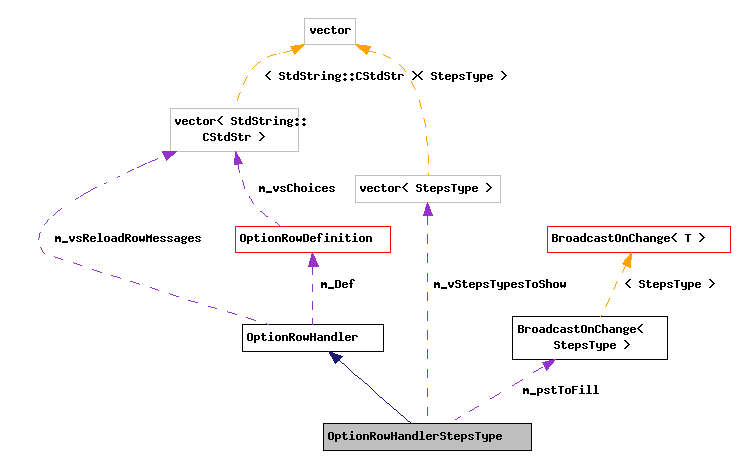 vector
< StdString::CStdStr >
< StepsType >
vector< StdString::
CStdStr >
m_vsChoices
vector< StepsType >
m_vsReloadRowMessages
OptionRowDefinition
BroadcastOnChange< T >
m_Def
m_vStepsTypesToShow
< StepsType >
OptionRowHandler
BroadcastOnChange<
StepsType >
m_pstToFill
OptionRowHandlerStepsType